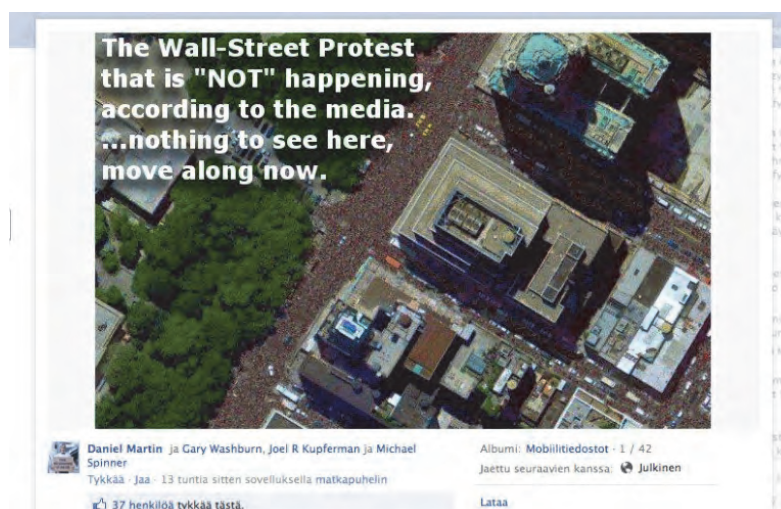 The Wall-Street Protest
that is "NOT" happening,
according to the media.
...nothing to see here,
move along now.
Daniel Martin ja Gary Washburn, Joel R Kupferman ja Michael
Spinner
Tykkää · Jaa · 13 tuntia sitten sovelluksella matkapuhelin
37 henkilöä tykkää tästä.
Albumi: Mobiilitiedostot · 1 / 42
Jaettu seuraavien kanssa: Julkinen
Lataa